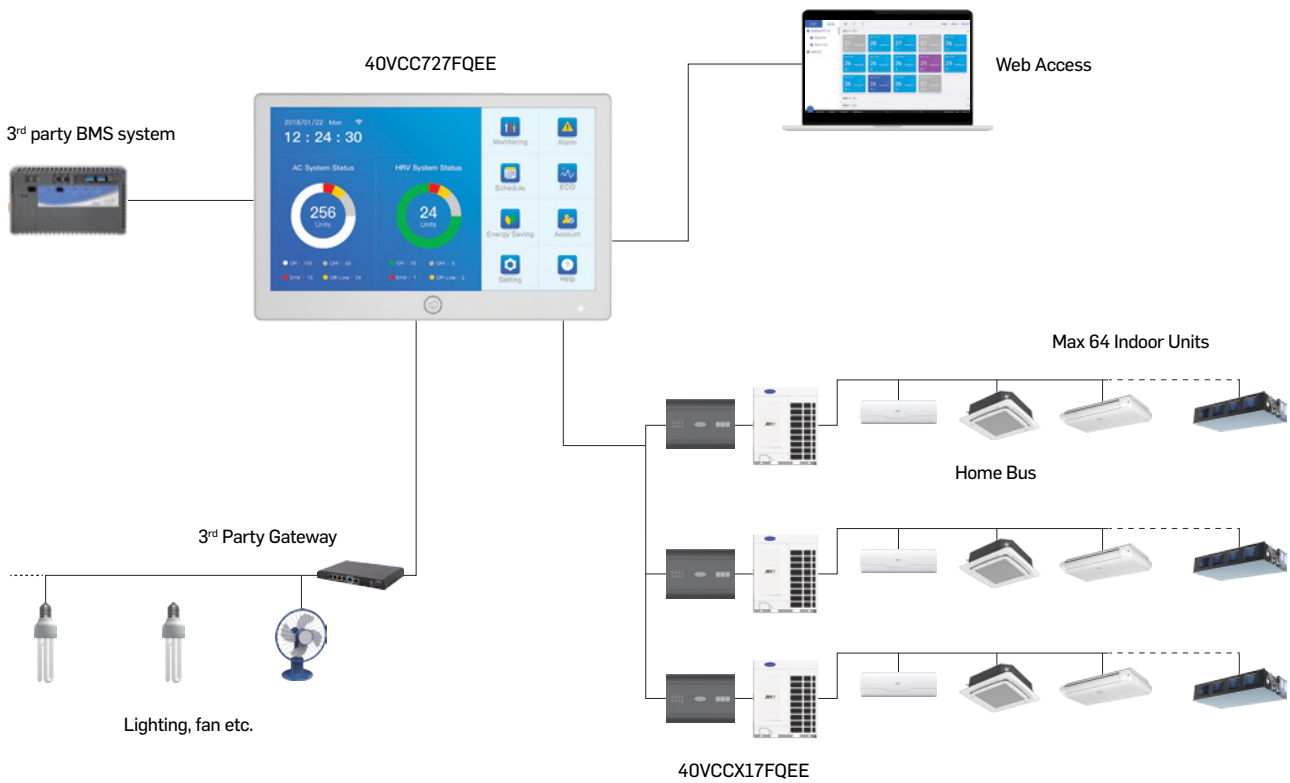 40VCC727FQEE
Web Access
3rd party BMS system
2018/01/22 Mon
12 : 24 : 30
AC System Status
HRV System Status
256
Units
24
Units
Monitoring
Alarm
Schedule
ECO
Energy Saving
Account
Setting
Help
Max 64 Indoor Units
Home Bus
3rd Party Gateway
Lighting, fan etc.
40VCCX17FQEE